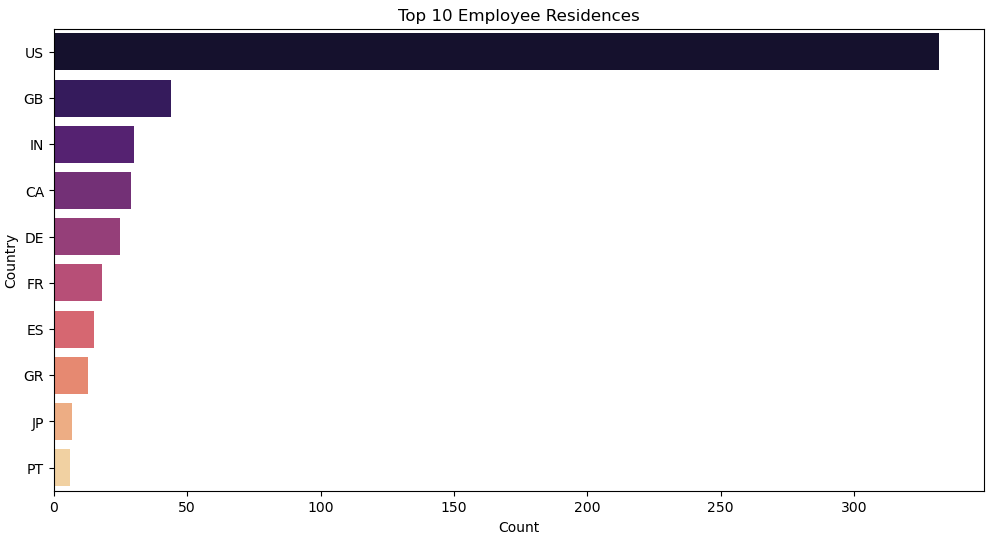 Top 10 Employee Residences
Country
US
GB
IN
CA
DE
FR
ES
GR
JP
PT
0 50 100 150 200 250 300
Count